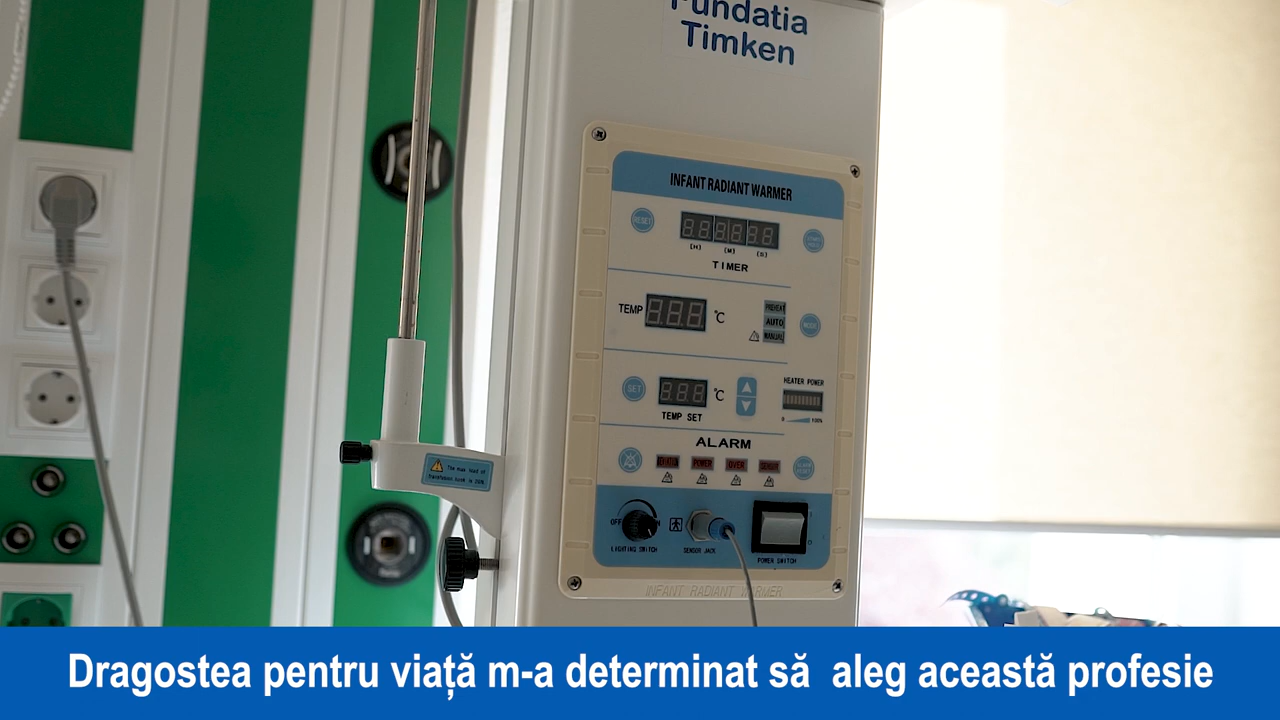 Fundatia
Timken
INFANT RADIANT WARMER
RESET
[H] [M] [S]
TIMER
TEMP °C
PREHEAT
AUTO
MANUAL
MODE
SET °C
TEMP SET
HEATER POWER
0 100%
ALARM
POWER OVER SENSOR
OFF
LIGHTING SWITCH
SENSOR JACK
POWER SWITCH
INFANT RADIANT WARMER
Dragostea pentru viață m-a determinat să aleg această profesie